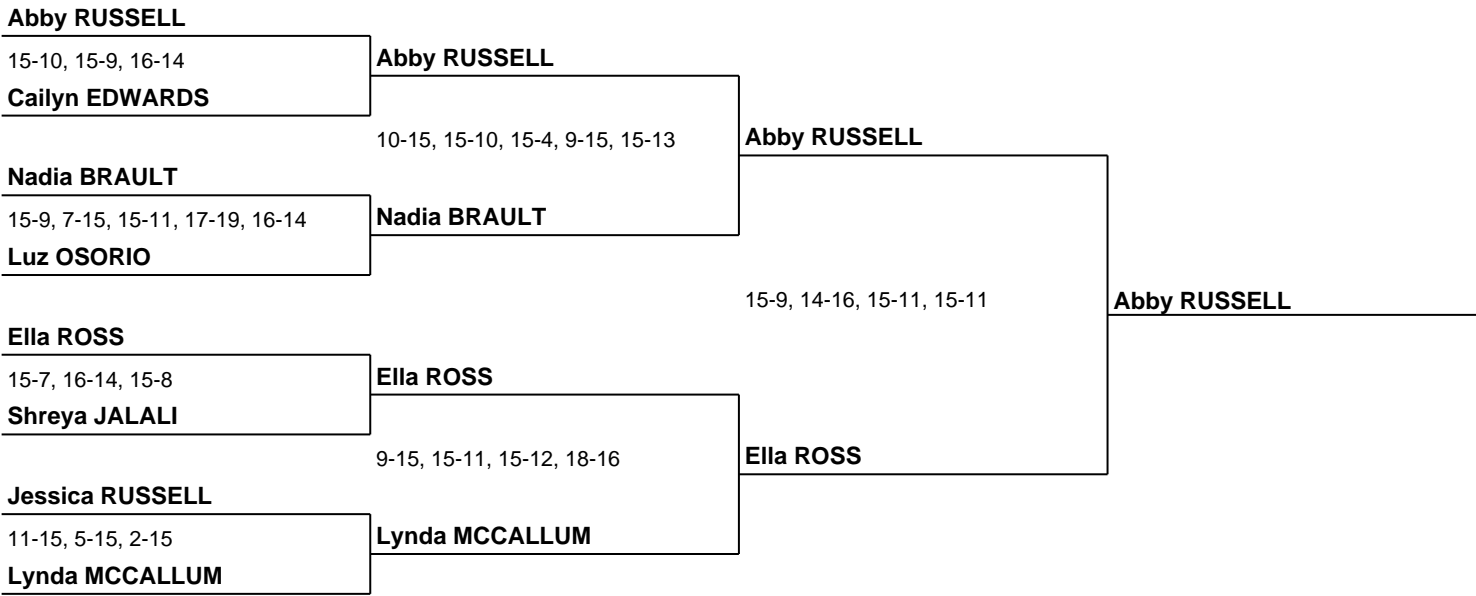 Abby RUSSELL
15-10, 15-9, 16-14
Cailyn EDWARDS
Nadia BRAULT
15-9, 7-15, 15-11, 17-19, 16-14
Luz OSORIO
Ella ROSS
15-7, 16-14, 15-8
Shreya JALALI
Jessica RUSSELL
11-15, 5-15, 2-15
Lynda MCCALLUM
Abby RUSSELL
10-15, 15-10, 15-4, 9-15, 15-13
Nadia BRAULT
Ella ROSS
9-15, 15-11, 15-12, 18-16
Lynda MCCALLUM
Abby RUSSELL
15-9, 14-16, 15-11, 15-11
Ella ROSS
Abby RUSSELL